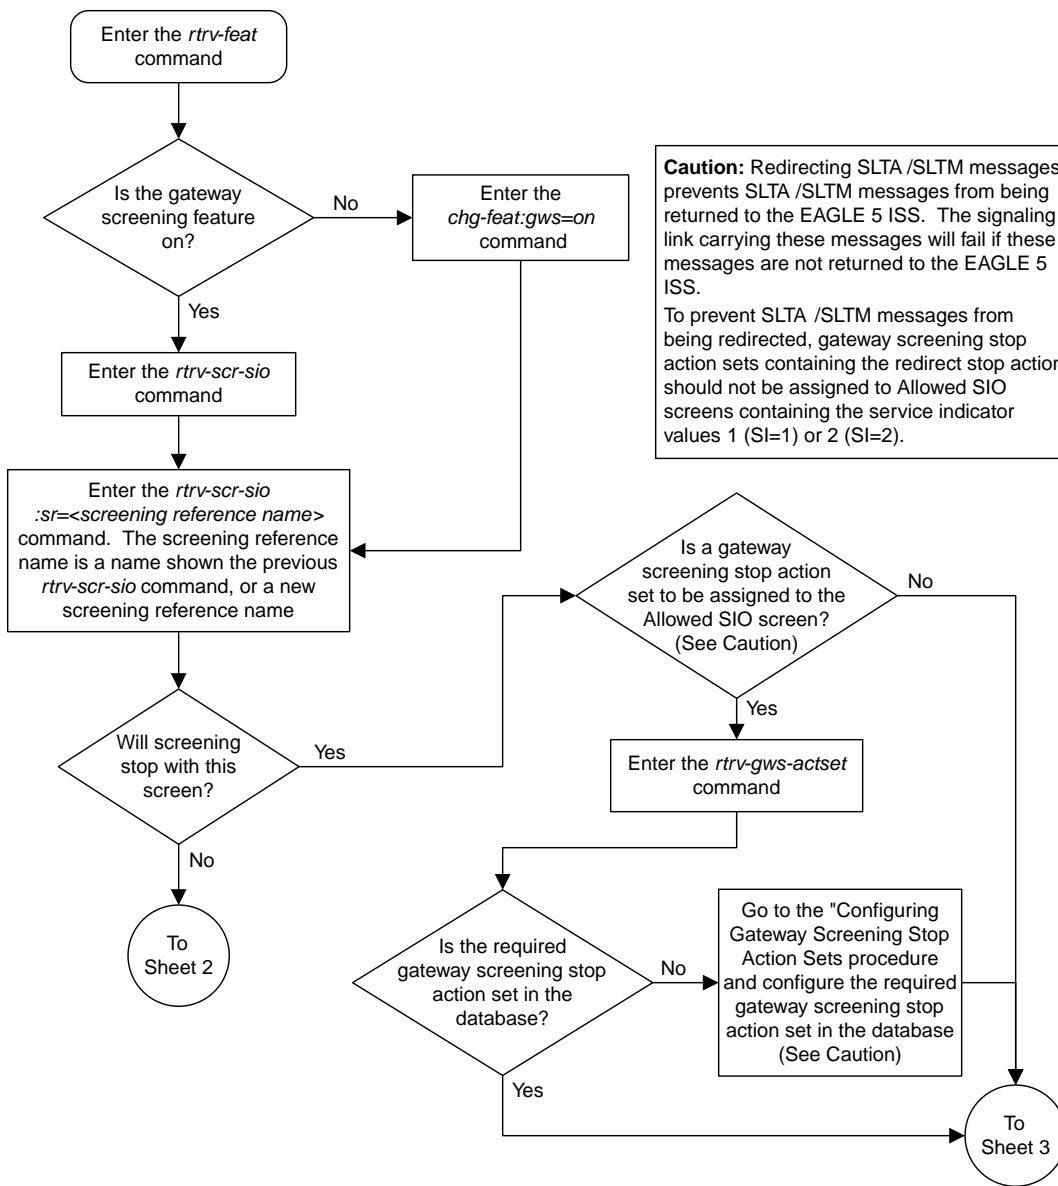 Enter the rtrv-feat
command
Is the gateway
screening feature
on?
No
Enter the
chg-feat:gws=on
command
Yes
Caution: Redirecting SLTA /SLTM messages
prevents SLTA /SLTM messages from being
returned to the EAGLE 5 ISS.  The signaling
link carrying these messages will fail if these
messages are not returned to the EAGLE 5
ISS.
To prevent SLTA /SLTM messages from
being redirected, gateway screening stop
action sets containing the redirect stop action
should not be assigned to Allowed SIO
screens containing the service indicator
values 1 (SI=1) or 2 (SI=2).
Enter the rtrv-scr-sio
command
Enter the rtrv-scr-sio
:sr=<screening reference name>
command.  The screening reference
name is a name shown the previous
rtrv-scr-sio command, or a new
screening reference name
Will screening
stop with this
screen?
Yes
No
To
Sheet 2
Is a gateway
screening stop action
set to be assigned to the
Allowed SIO screen?
(See Caution)
No
Yes
Enter the rtrv-gws-actset
command
Is the required
gateway screening stop
action set in the
database?
No
Go to the "Configuring
Gateway Screening Stop
Action Sets procedure
and configure the required
gateway screening stop
action set in the database
(See Caution)
Yes
To
Sheet 3